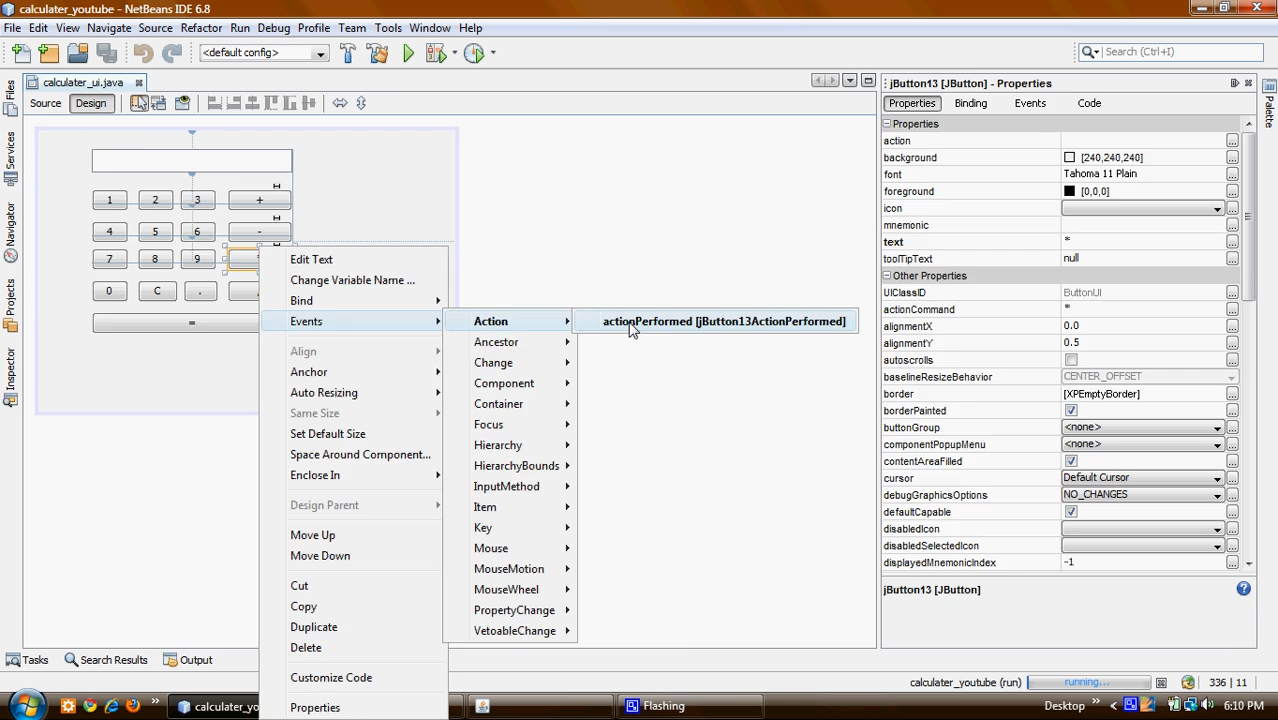 calculater_youtube - NetBeans IDE 6.8
File Edit View Navigate Source Refactor Run Debug Profile Team Tools Window Help
<default config>
Search (Ctrl+I)
calculater_ui.java
Source Design
Files
Services
Navigator
Projects
Inspector
Palette
1 2 3 +
4 5 6 -
7 8 9
0 C .
=
Edit Text
Change Variable Name ...
Bind
Events
Align
Anchor
Auto Resizing
Same Size
Set Default Size
Space Around Component...
Enclose In
Design Parent
Move Up
Move Down
Cut
Copy
Duplicate
Delete
Customize Code
Properties
Action
Ancestor
Change
Component
Container
Focus
Hierarchy
HierarchyBounds
InputMethod
Item
Key
Mouse
MouseMotion
MouseWheel
PropertyChange
VetoableChange
actionPerformed [jButton13ActionPerformed]
jButton13 [JButton] - Properties
Properties Binding Events Code
Properties
action ...
background [240,240,240] ...
font Tahoma 11 Plain ...
foreground [0,0,0] ...
icon ...
mnemonic ...
text * ...
toolTipText null ...
Other Properties
UIClassID ButtonUI ...
actionCommand * ...
alignmentX 0.0 ...
alignmentY 0.5 ...
autoscrolls ...
baselineResizeBehavior CENTER_OFFSET ...
border [XPEmptyBorder] ...
borderPainted ...
buttonGroup <none> ...
componentPopupMenu <none> ...
contentAreaFilled ...
cursor Default Cursor ...
debugGraphicsOptions NO_CHANGES ...
defaultCapable ...
disabledIcon ...
disabledSelectedIcon ...
displayedMnemonicIndex -1 ...
jButton13 [JButton]
Tasks Search Results Output
calculater_youtube (run) running... 336 | 11
calculater_yo
Flashing
Desktop
6:10 PM